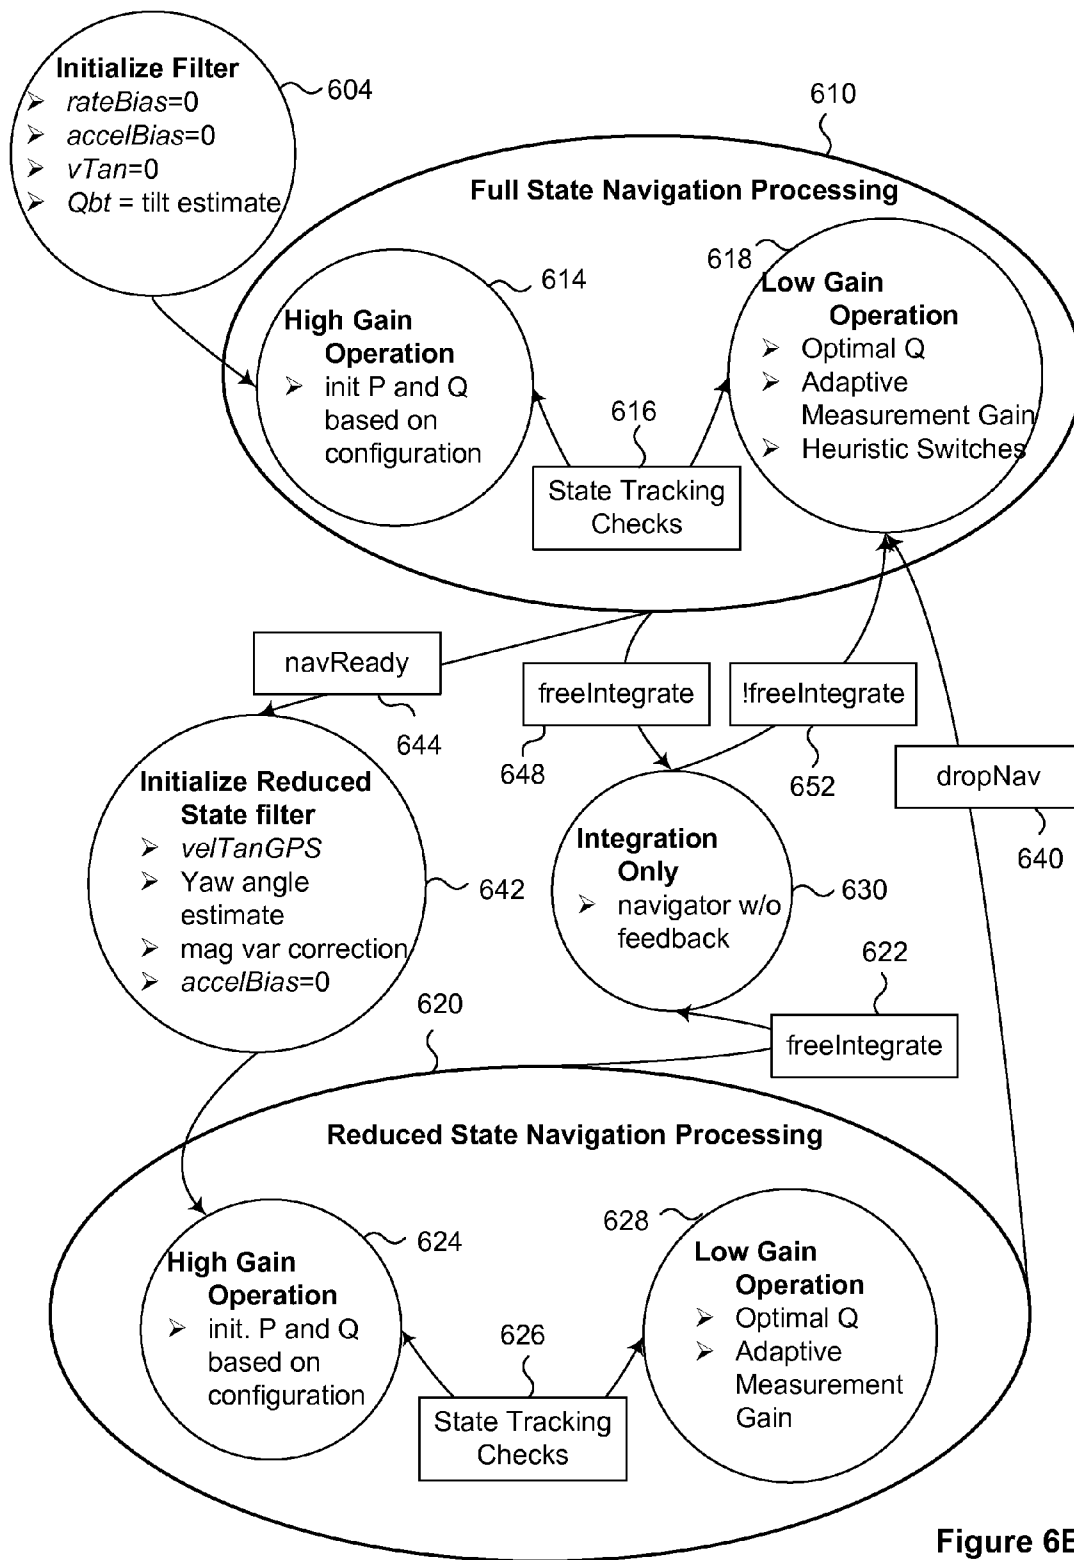 Initialize Filter
➢ rateBias=0
➢ accelBias=0
➢ vTan=0
➢ Qbt = tilt estimate
604
610
Full State Navigation Processing
614
High Gain
Operation
➢ init P and Q
based on
configuration
616
State Tracking
Checks
618
Low Gain
Operation
➢ Optimal Q
➢ Adaptive
Measurement Gain
➢ Heuristic Switches
navReady
644
freeIntegrate
648
!freeIntegrate
652
dropNav
640
Initialize Reduced
State filter
➢ velTanGPS
➢ Yaw angle
estimate
➢ mag var correction
➢ accelBias=0
642
Integration
Only
➢ navigator w/o
feedback
630
622
freeIntegrate
620
Reduced State Navigation Processing
624
High Gain
Operation
➢ init. P and Q
based on
configuration
626
State Tracking
Checks
628
Low Gain
Operation
➢ Optimal Q
➢ Adaptive
Measurement
Gain
Figure 6E